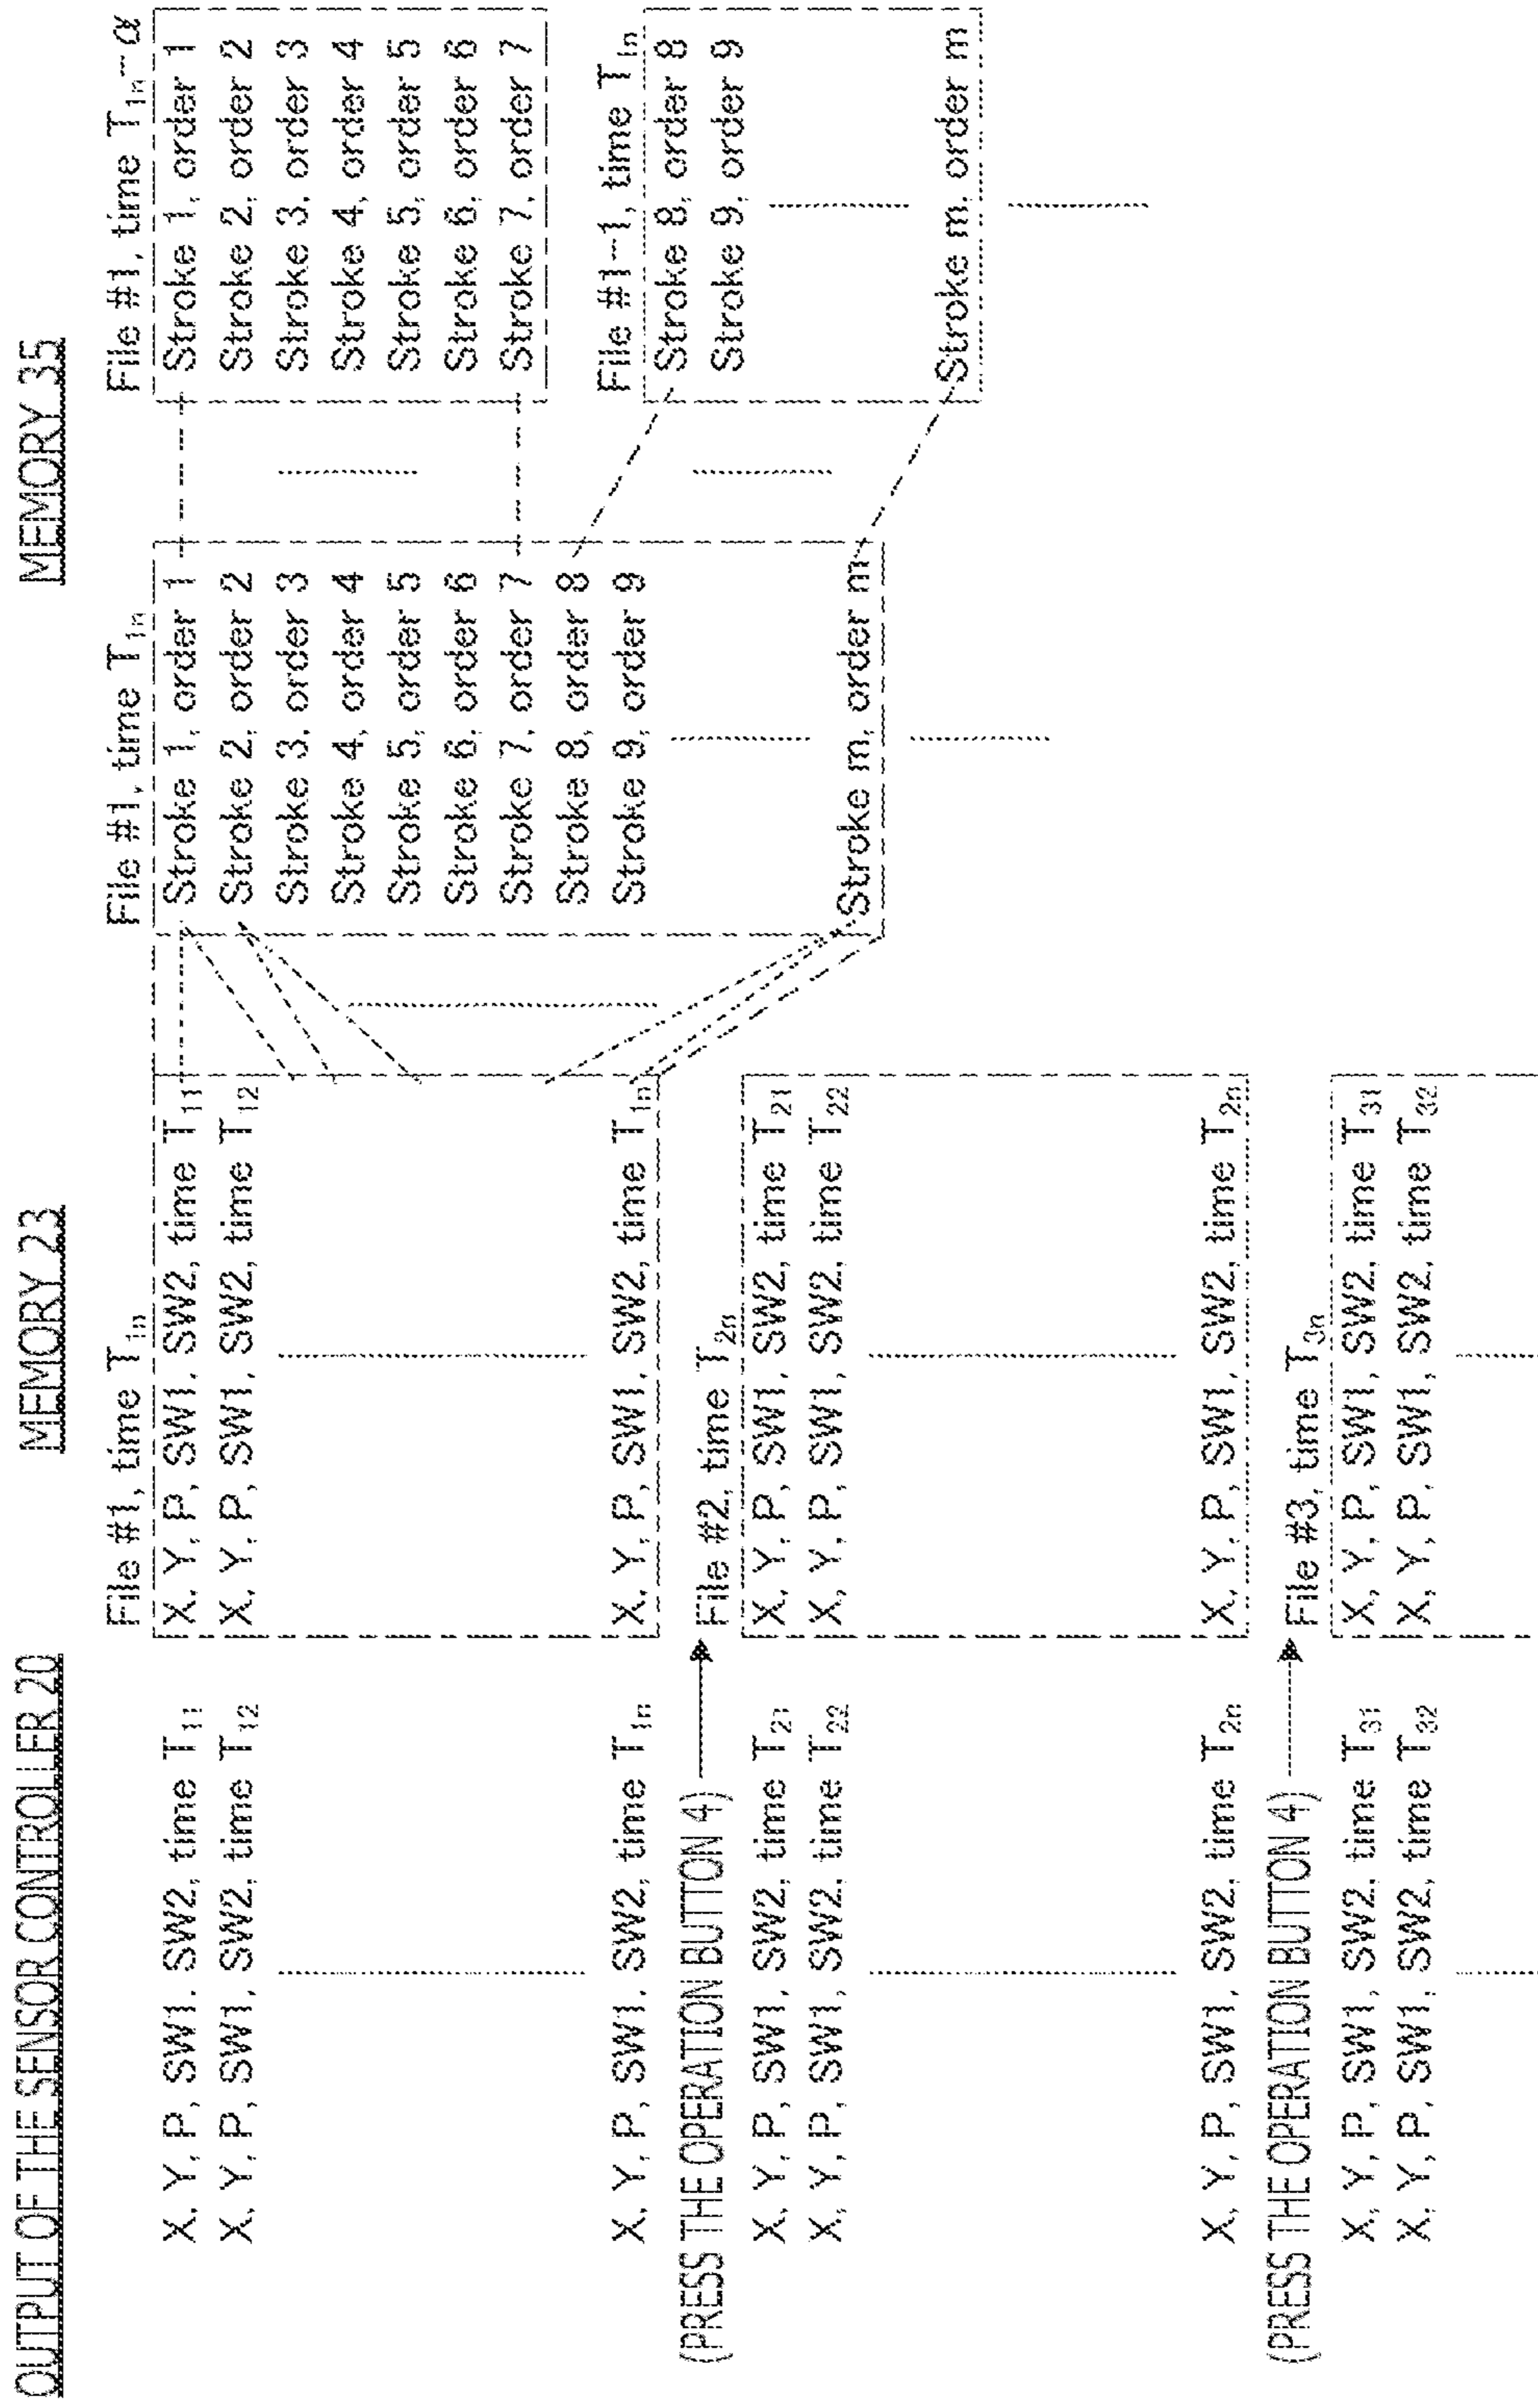 OUTPUT OF THE SENSOR CONTROLLER 20
X, Y, P, SW1, SW2, time T11
X, Y, P, SW1, SW2, time T12
X, Y, P, SW1, SW2, time T1n
(PRESS THE OPERATION BUTTON 4)
X, Y, P, SW1, SW2, time T21
X, Y, P, SW1, SW2, time T22
X, Y, P, SW1, SW2, time T2n
(PRESS THE OPERATION BUTTON 4)
X, Y, P, SW1, SW2, time T31
X, Y, P, SW1, SW2, time T32
MEMORY 23
File #1, time T1n
X, Y, P, SW1, SW2, time T11
X, Y, P, SW1, SW2, time T12
X, Y, P, SW1, SW2, time T1n
File #2, time T2n
X, Y, P, SW1, SW2, time T21
X, Y, P, SW1, SW2, time T22
X, Y, P, SW1, SW2, time T2n
File #3, time T3n
X, Y, P, SW1, SW2, time T31
X, Y, P, SW1, SW2, time T32
MEMORY 35
File #1, time T1n
Stroke 1, order 1
Stroke 2, order 2
Stroke 3, order 3
Stroke 4, order 4
Stroke 5, order 5
Stroke 6, order 6
Stroke 7, order 7
Stroke 8, order 8
Stroke 9, order 9
Stroke m, order m
File #1, time T1n-α
Stroke 1, order 1
Stroke 2, order 2
Stroke 3, order 3
Stroke 4, order 4
Stroke 5, order 5
Stroke 6, order 6
Stroke 7, order 7
File #1-1, time T1n
Stroke 8, order 8
Stroke 9, order 9
Stroke m, order m